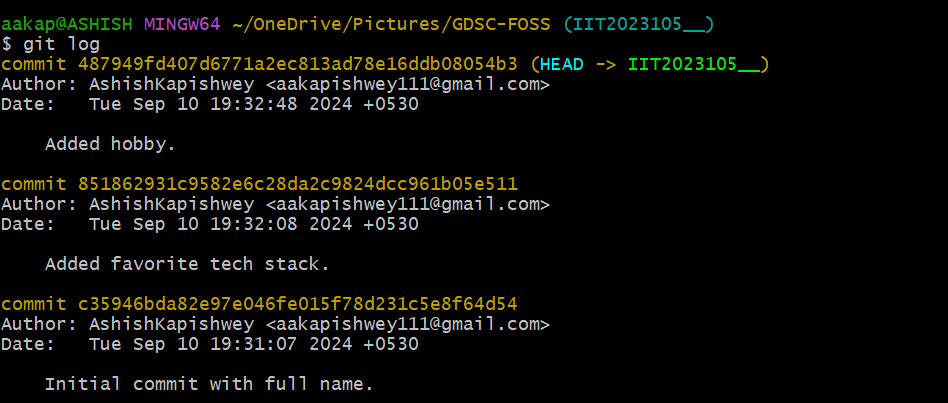 aakap@ASHISH MINGW64 ~/OneDrive/Pictures/GDSC-FOSS (IIT2023105__)
$ git log
commit 487949fd407d6771a2ec813ad78e16ddb08054b3 (HEAD -> IIT2023105__)
Author: AshishKapishwey <aakapishwey111@gmail.com>
Date:   Tue Sep 10 19:32:48 2024 +0530

    Added hobby.

commit 851862931c9582e6c28da2c9824dcc961b05e511
Author: AshishKapishwey <aakapishwey111@gmail.com>
Date:   Tue Sep 10 19:32:08 2024 +0530

    Added favorite tech stack.

commit c35946bda82e97e046fe015f78d231c5e8f64d54
Author: AshishKapishwey <aakapishwey111@gmail.com>
Date:   Tue Sep 10 19:31:07 2024 +0530

    Initial commit with full name.